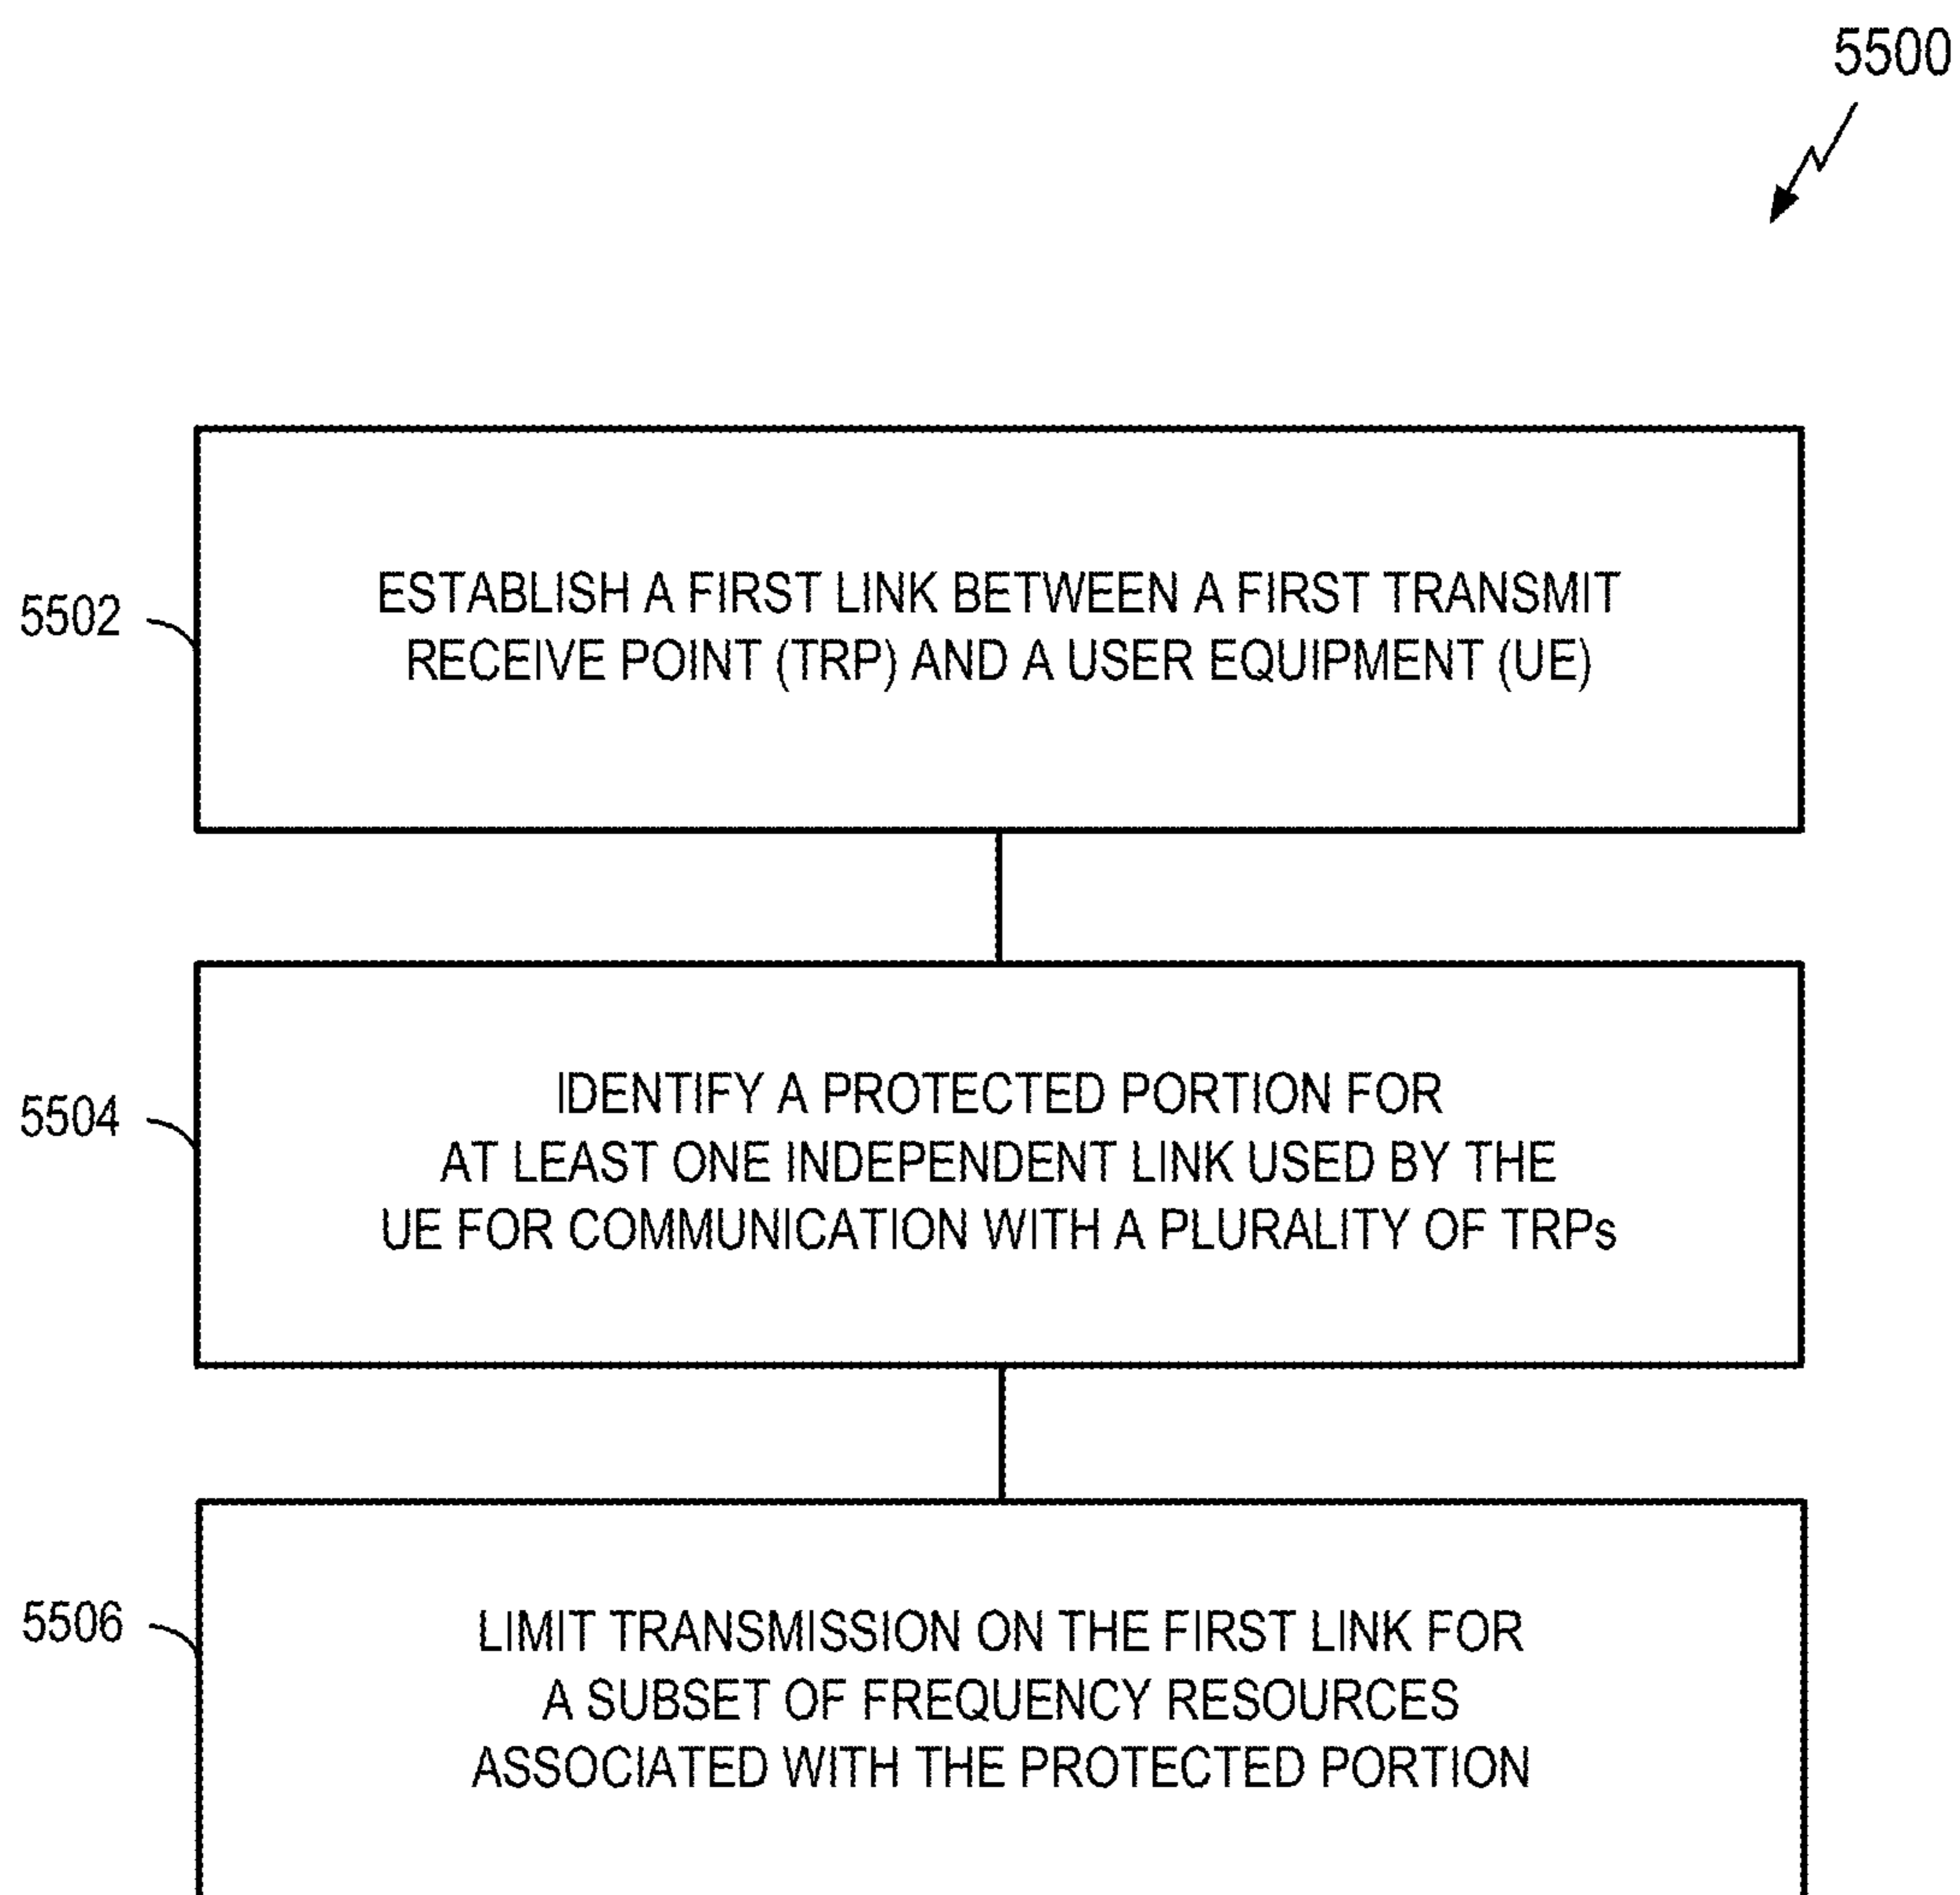 5500
5502
ESTABLISH A FIRST LINK BETWEEN A FIRST TRANSMIT
RECEIVE POINT (TRP) AND A USER EQUIPMENT (UE)
5504
IDENTIFY A PROTECTED PORTION FOR
AT LEAST ONE INDEPENDENT LINK USED BY THE
UE FOR COMMUNICATION WITH A PLURALITY OF TRPs
5506
LIMIT TRANSMISSION ON THE FIRST LINK FOR
A SUBSET OF FREQUENCY RESOURCES
ASSOCIATED WITH THE PROTECTED PORTION